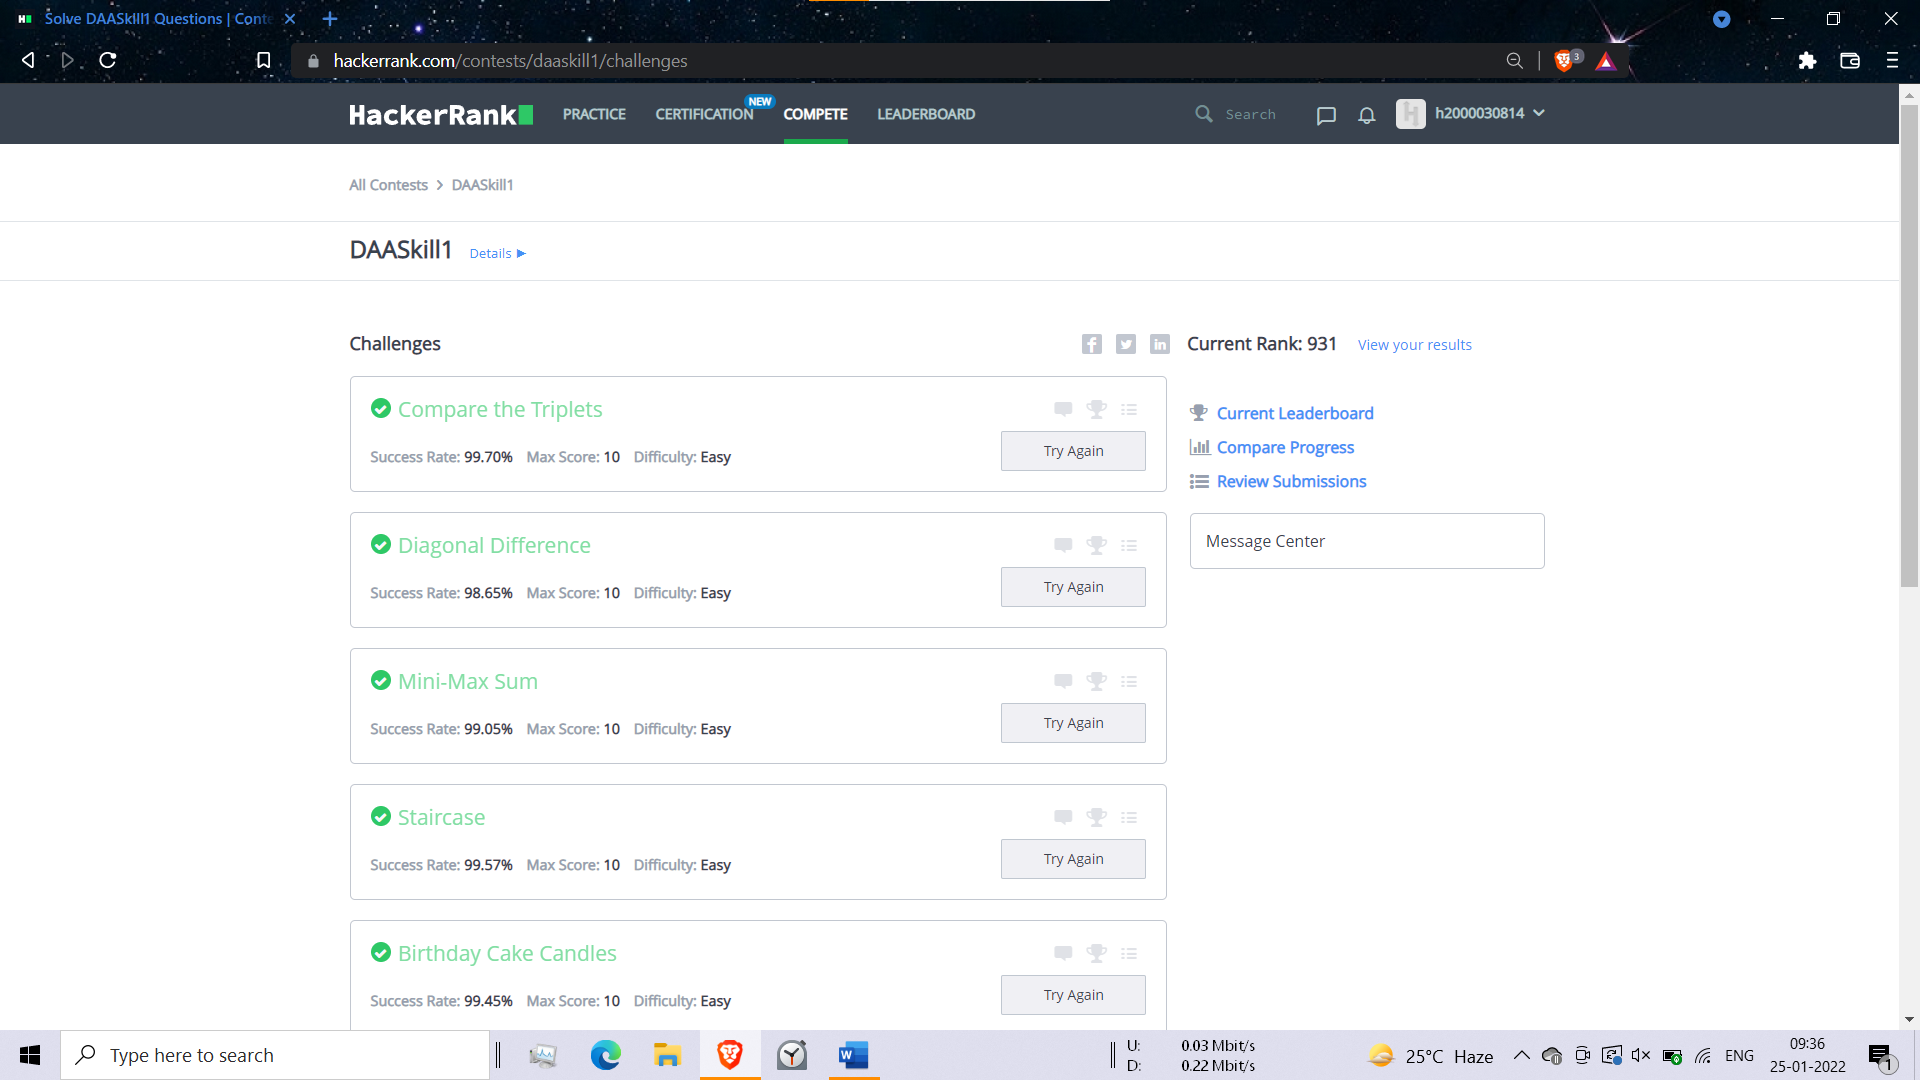 Solve DAASkIll1 Questions | Conte
hackerrank.com/contests/daaskill1/challenges
3
HackerRank
PRACTICE
CERTIFICATION
NEW
COMPETE
LEADERBOARD
Search
h2000030814
All Contests > DAASkill1
DAASkill1 Details ▶
Challenges
Current Rank: 931 View your results
Compare the Triplets
Success Rate: 99.70% Max Score: 10 Difficulty: Easy
Try Again
Current Leaderboard
Compare Progress
Review Submissions
Message Center
Diagonal Difference
Success Rate: 98.65% Max Score: 10 Difficulty: Easy
Try Again
Mini-Max Sum
Success Rate: 99.05% Max Score: 10 Difficulty: Easy
Try Again
Staircase
Success Rate: 99.57% Max Score: 10 Difficulty: Easy
Try Again
Birthday Cake Candles
Success Rate: 99.45% Max Score: 10 Difficulty: Easy
Try Again
Type here to search
U: 0.03 Mbit/s
D: 0.22 Mbit/s
25°C Haze
ENG
09:36
25-01-2022
1